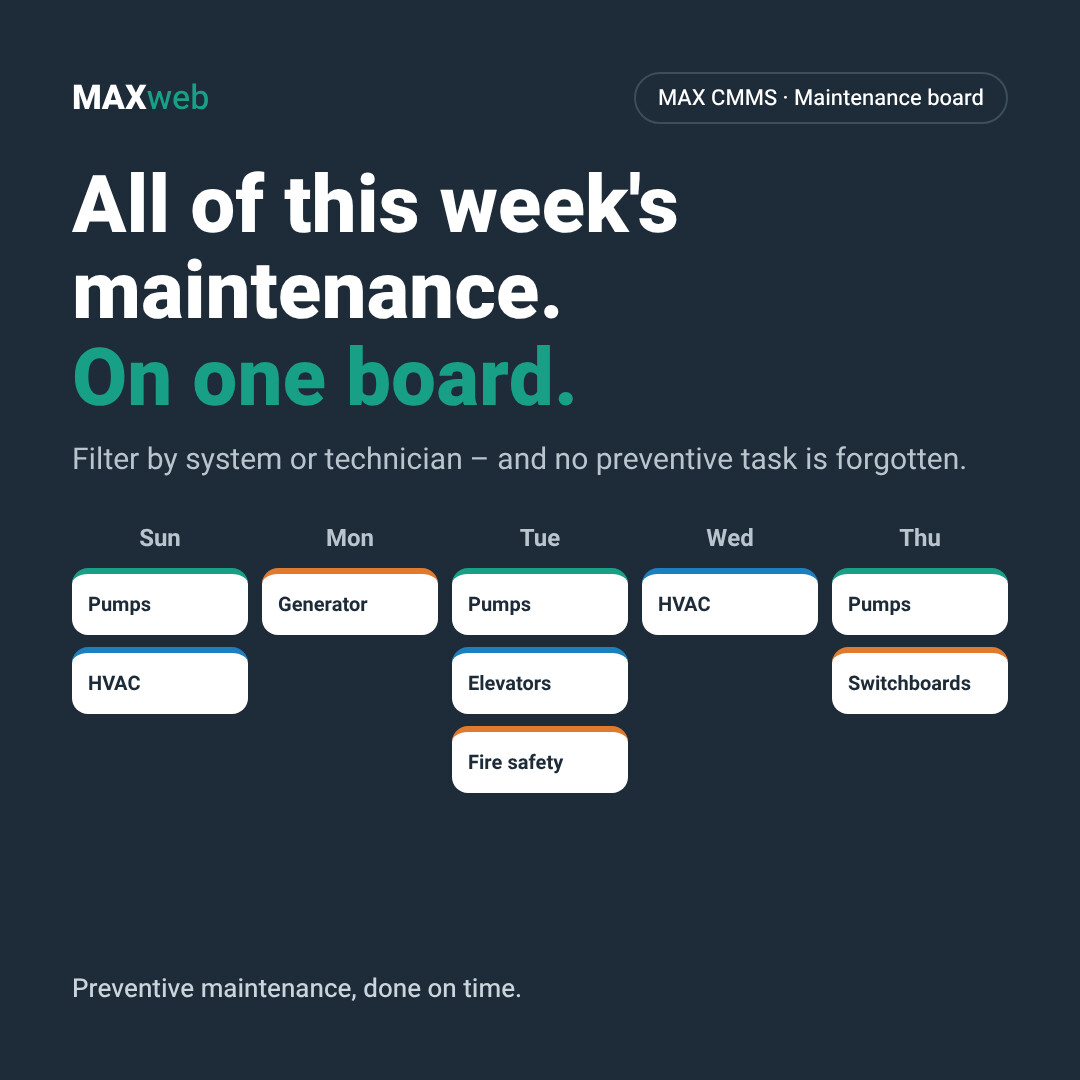 MAXweb
MAX CMMS · Maintenance board
All of this week's
maintenance.
On one board.
Filter by system or technician – and no preventive task is forgotten.
Sun Mon Tue Wed Thu
Pumps Generator Pumps HVAC Pumps
HVAC Elevators Switchboards
Fire safety
Preventive maintenance, done on time.